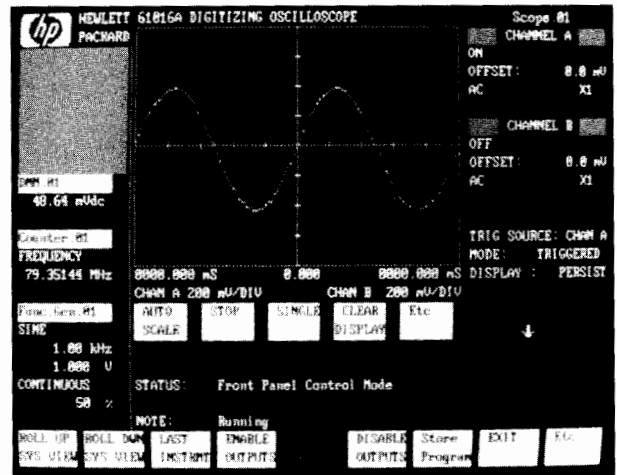 hp HEWLETT PACKARD
61016A DIGITIZING OSCILLOSCOPE
Scope.01
CHANNEL A
ON
OFFSET: 0.0 mU
AC X1
CHANNEL B
OFF
OFFSET: 0.0 mU
AC X1
TRIG SOURCE: CHAN A
MODE: TRIGGERED
DISPLAY : PERSIST
DMM.01
48.64 mVdc
Counter.01
FREQUENCY
79.35144 MHz
Func.Gen.01
SINE
1.00 kHz
1.000 V
CONTINUOUS
50 %
0000.000 mS 0.000 0000.000 mS
CHAN A 200 mU/DIV CHAN B 200 mU/DIV
AUTO SCALE
STOP
SINGLE
CLEAR DISPLAY
Etc
STATUS: Front Panel Control Mode
NOTE: Running
ROLL UP SYS VIEW
ROLL DWN SYS VIEW
LAST INSTRMT
ENABLE OUTPUTS
DISABLE OUTPUTS
Store Program
EXIT
Etc